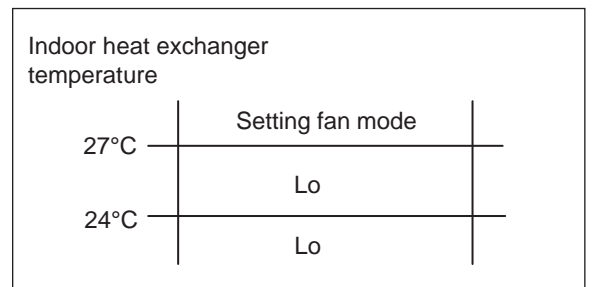 Indoor heat exchanger
temperature
Setting fan mode
27°C
Lo
24°C
Lo